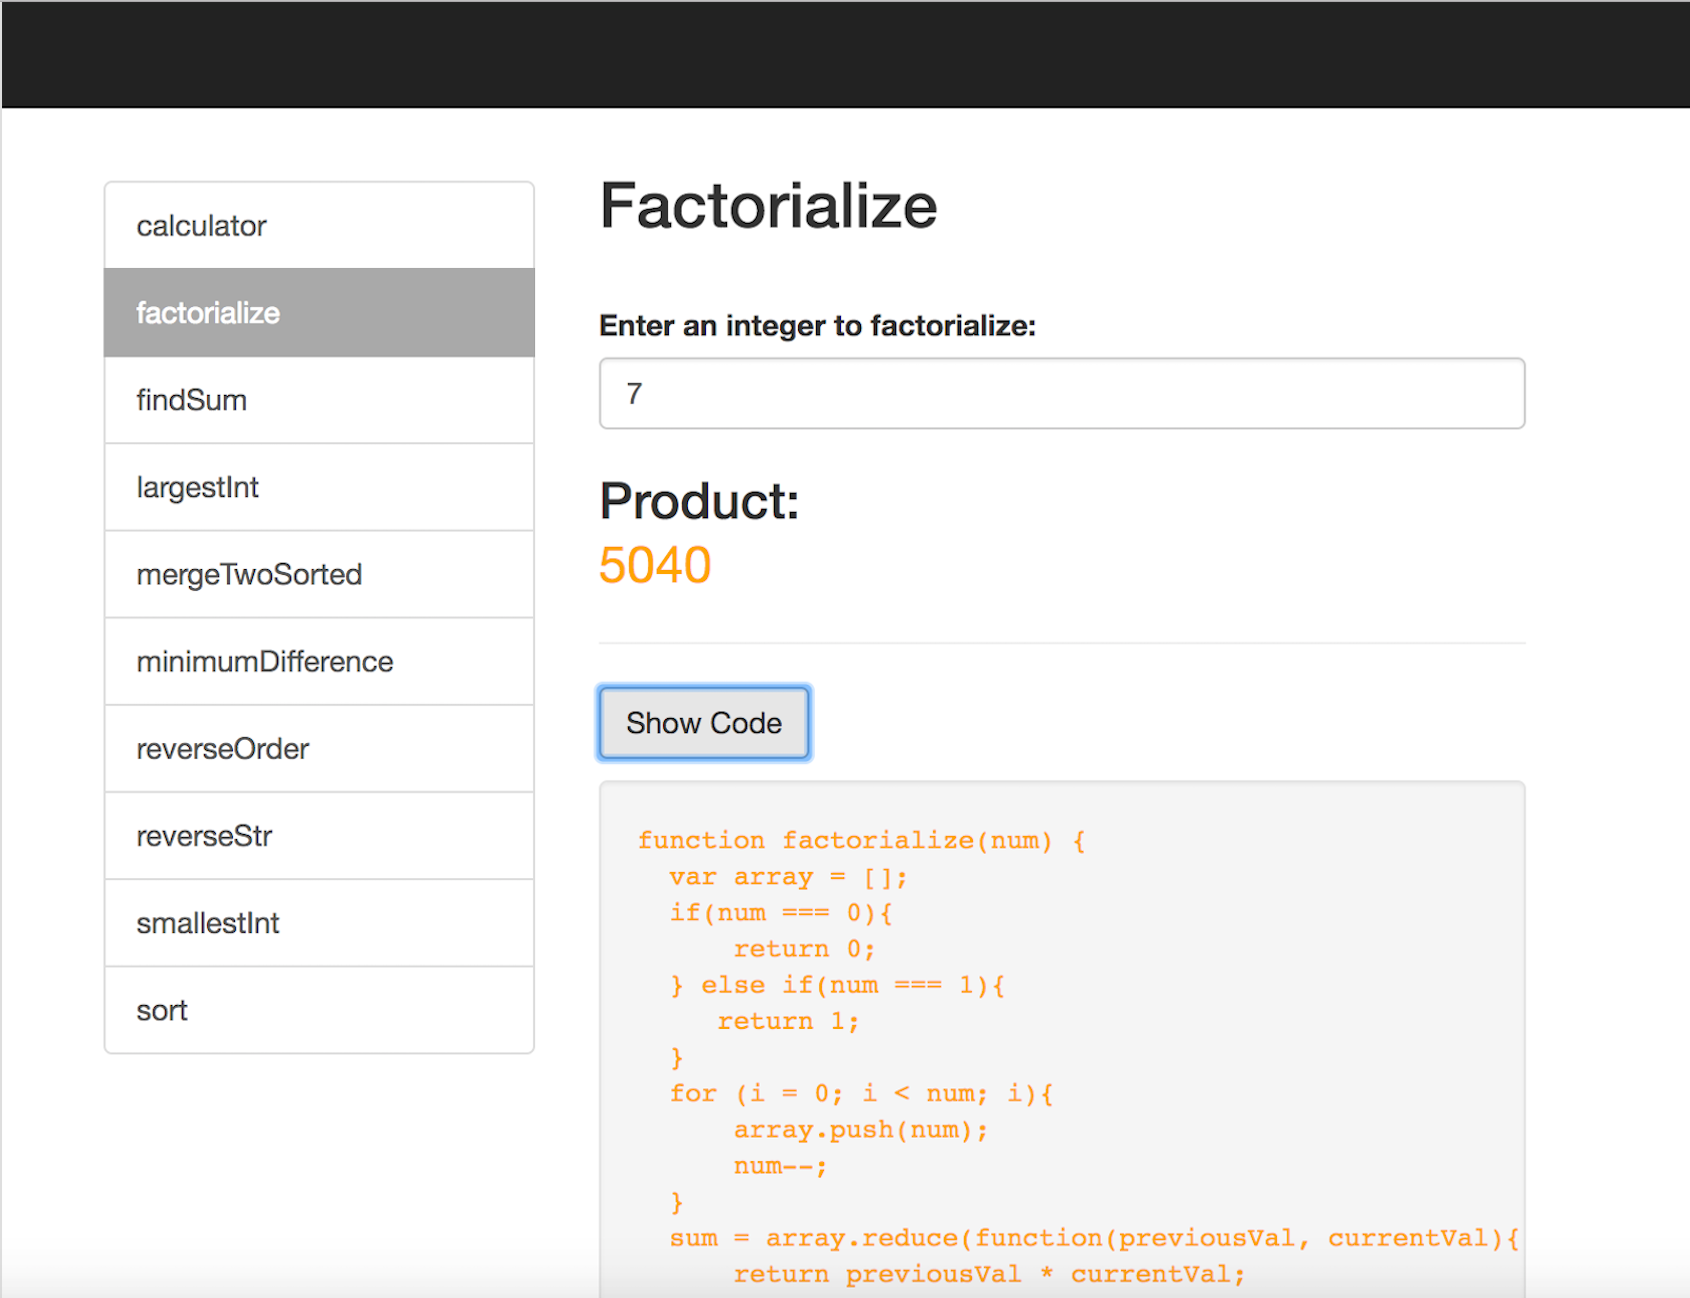 calculator
factorialize
findSum
largestInt
mergeTwoSorted
minimumDifference
reverseOrder
reverseStr
smallestInt
sort
Factorialize
Enter an integer to factorialize:
7
Product:
5040
Show Code
function factorialize(num) {
  var array = [];
  if(num === 0){
      return 0;
  } else if(num === 1){
     return 1;
  }
  for (i = 0; i < num; i){
      array.push(num);
      num--;
  }
  sum = array.reduce(function(previousVal, currentVal){
      return previousVal * currentVal;